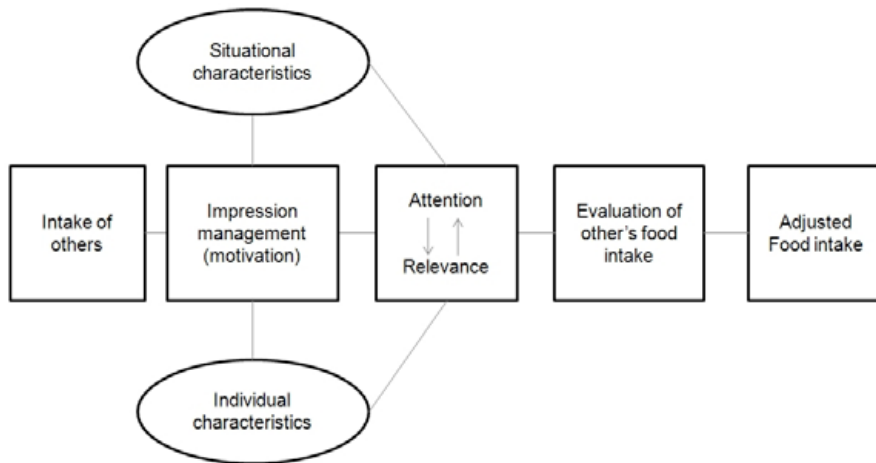 Situational
characteristics
Intake of
others
Impression
management
(motivation)
Attention
Relevance
Evaluation of
other's food
intake
Adjusted
Food intake
Individual
characteristics